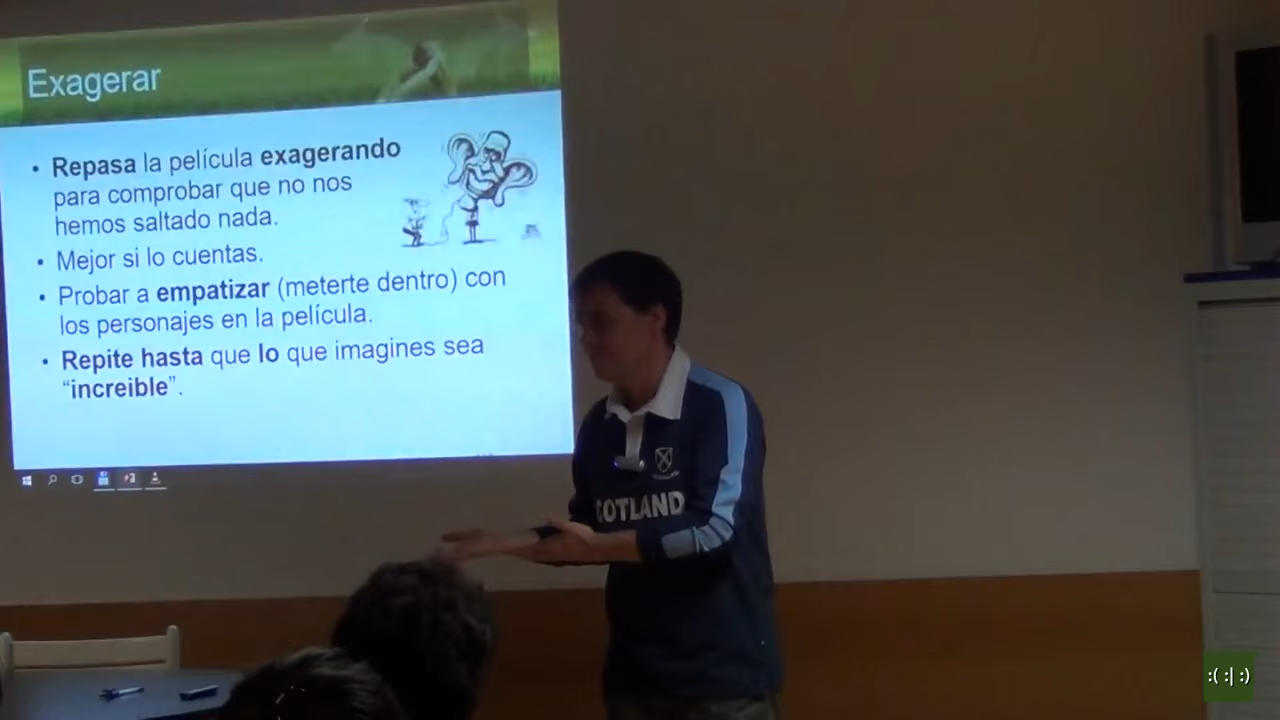 Exagerar
• Repasa la película exagerando
para comprobar que no nos
hemos saltado nada.
• Mejor si lo cuentas.
• Probar a empatizar (meterte dentro) con
los personajes en la película.
• Repite hasta que lo que imagines sea
“increible”.
COTLAND
:( :| :)